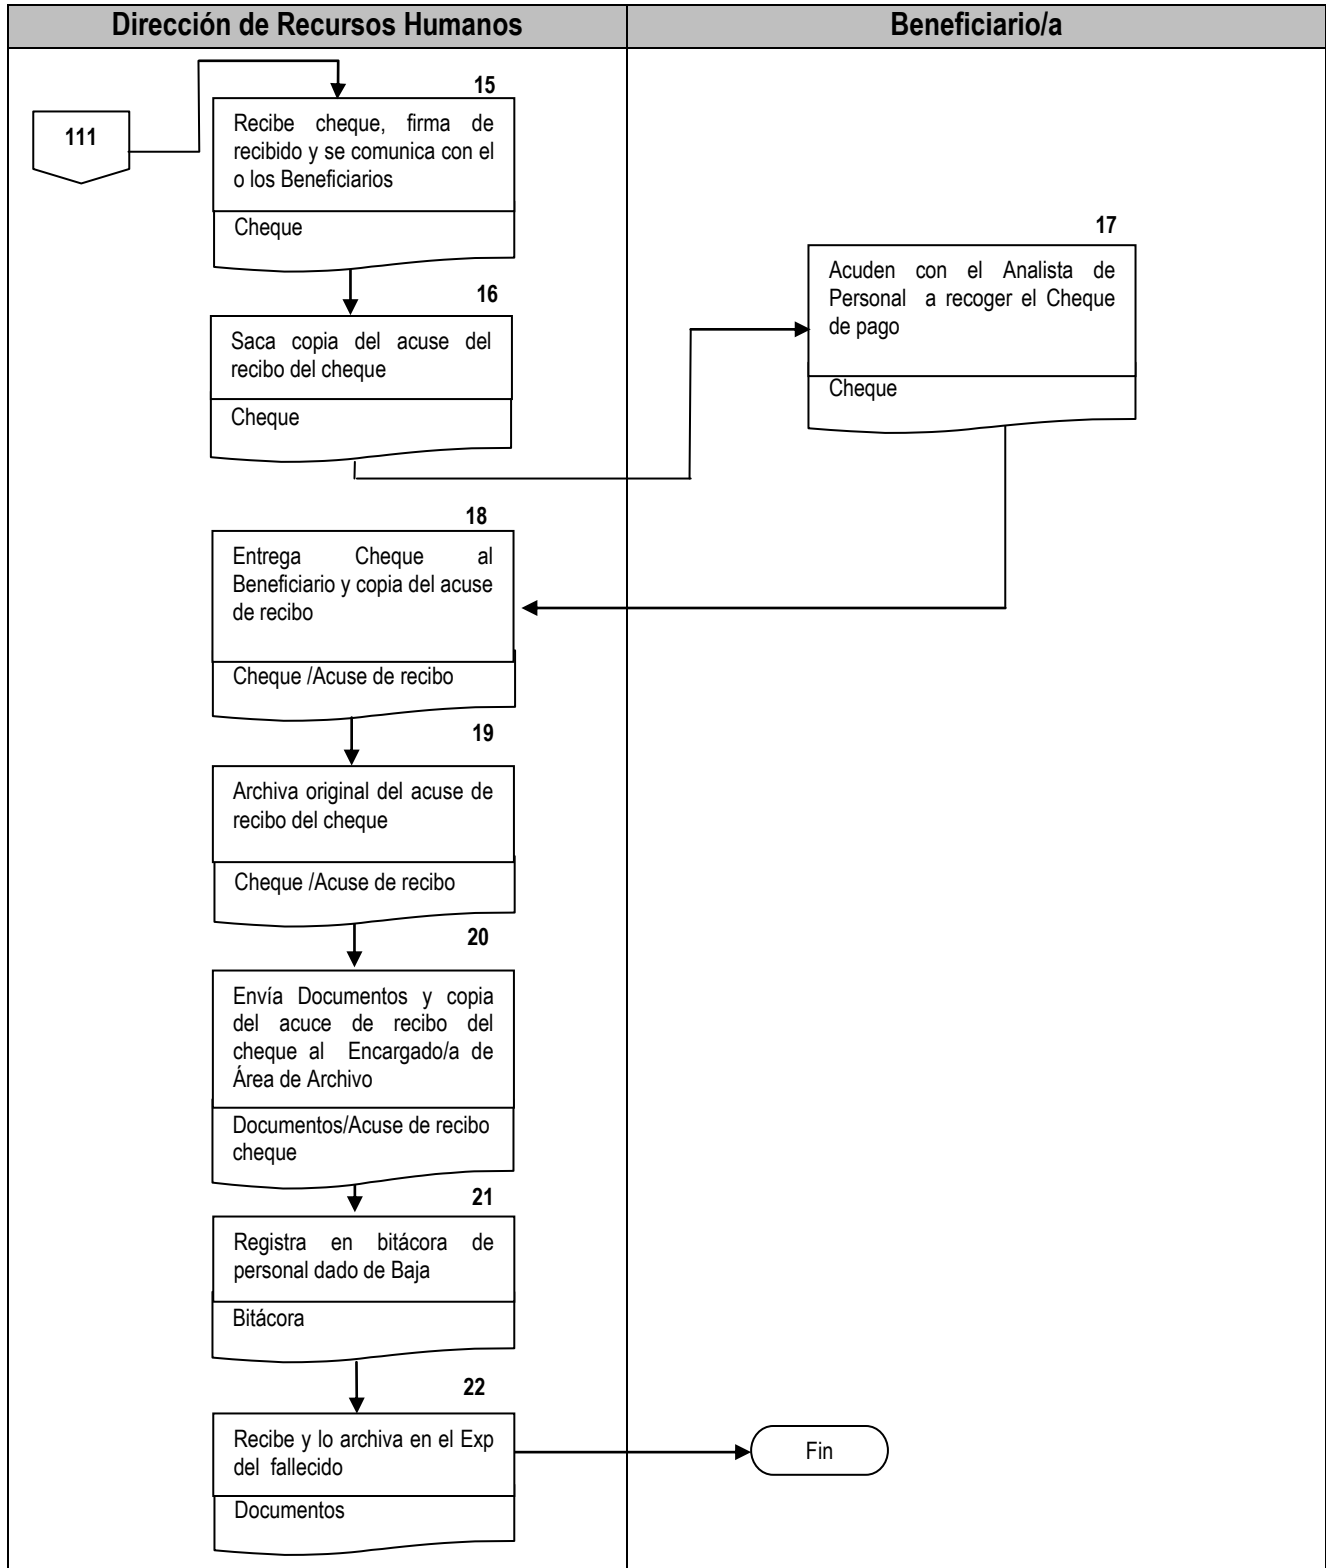 Dirección de Recursos Humanos
Beneficiario/a
111
15
Recibe cheque, firma de
recibido y se comunica con el
o los Beneficiarios
Cheque
16
Saca copia del acuse del
recibo del cheque
Cheque
17
Acuden con el Analista de
Personal a recoger el Cheque
de pago
Cheque
18
Entrega Cheque al
Beneficiario y copia del acuse
de recibo
Cheque /Acuse de recibo
19
Archiva original del acuse de
recibo del cheque
Cheque /Acuse de recibo
20
Envía Documentos y copia
del acuce de recibo del
cheque al Encargado/a de
Área de Archivo
Documentos/Acuse de recibo
cheque
21
Registra en bitácora de
personal dado de Baja
Bitácora
22
Recibe y lo archiva en el Exp
del fallecido
Documentos
Fin